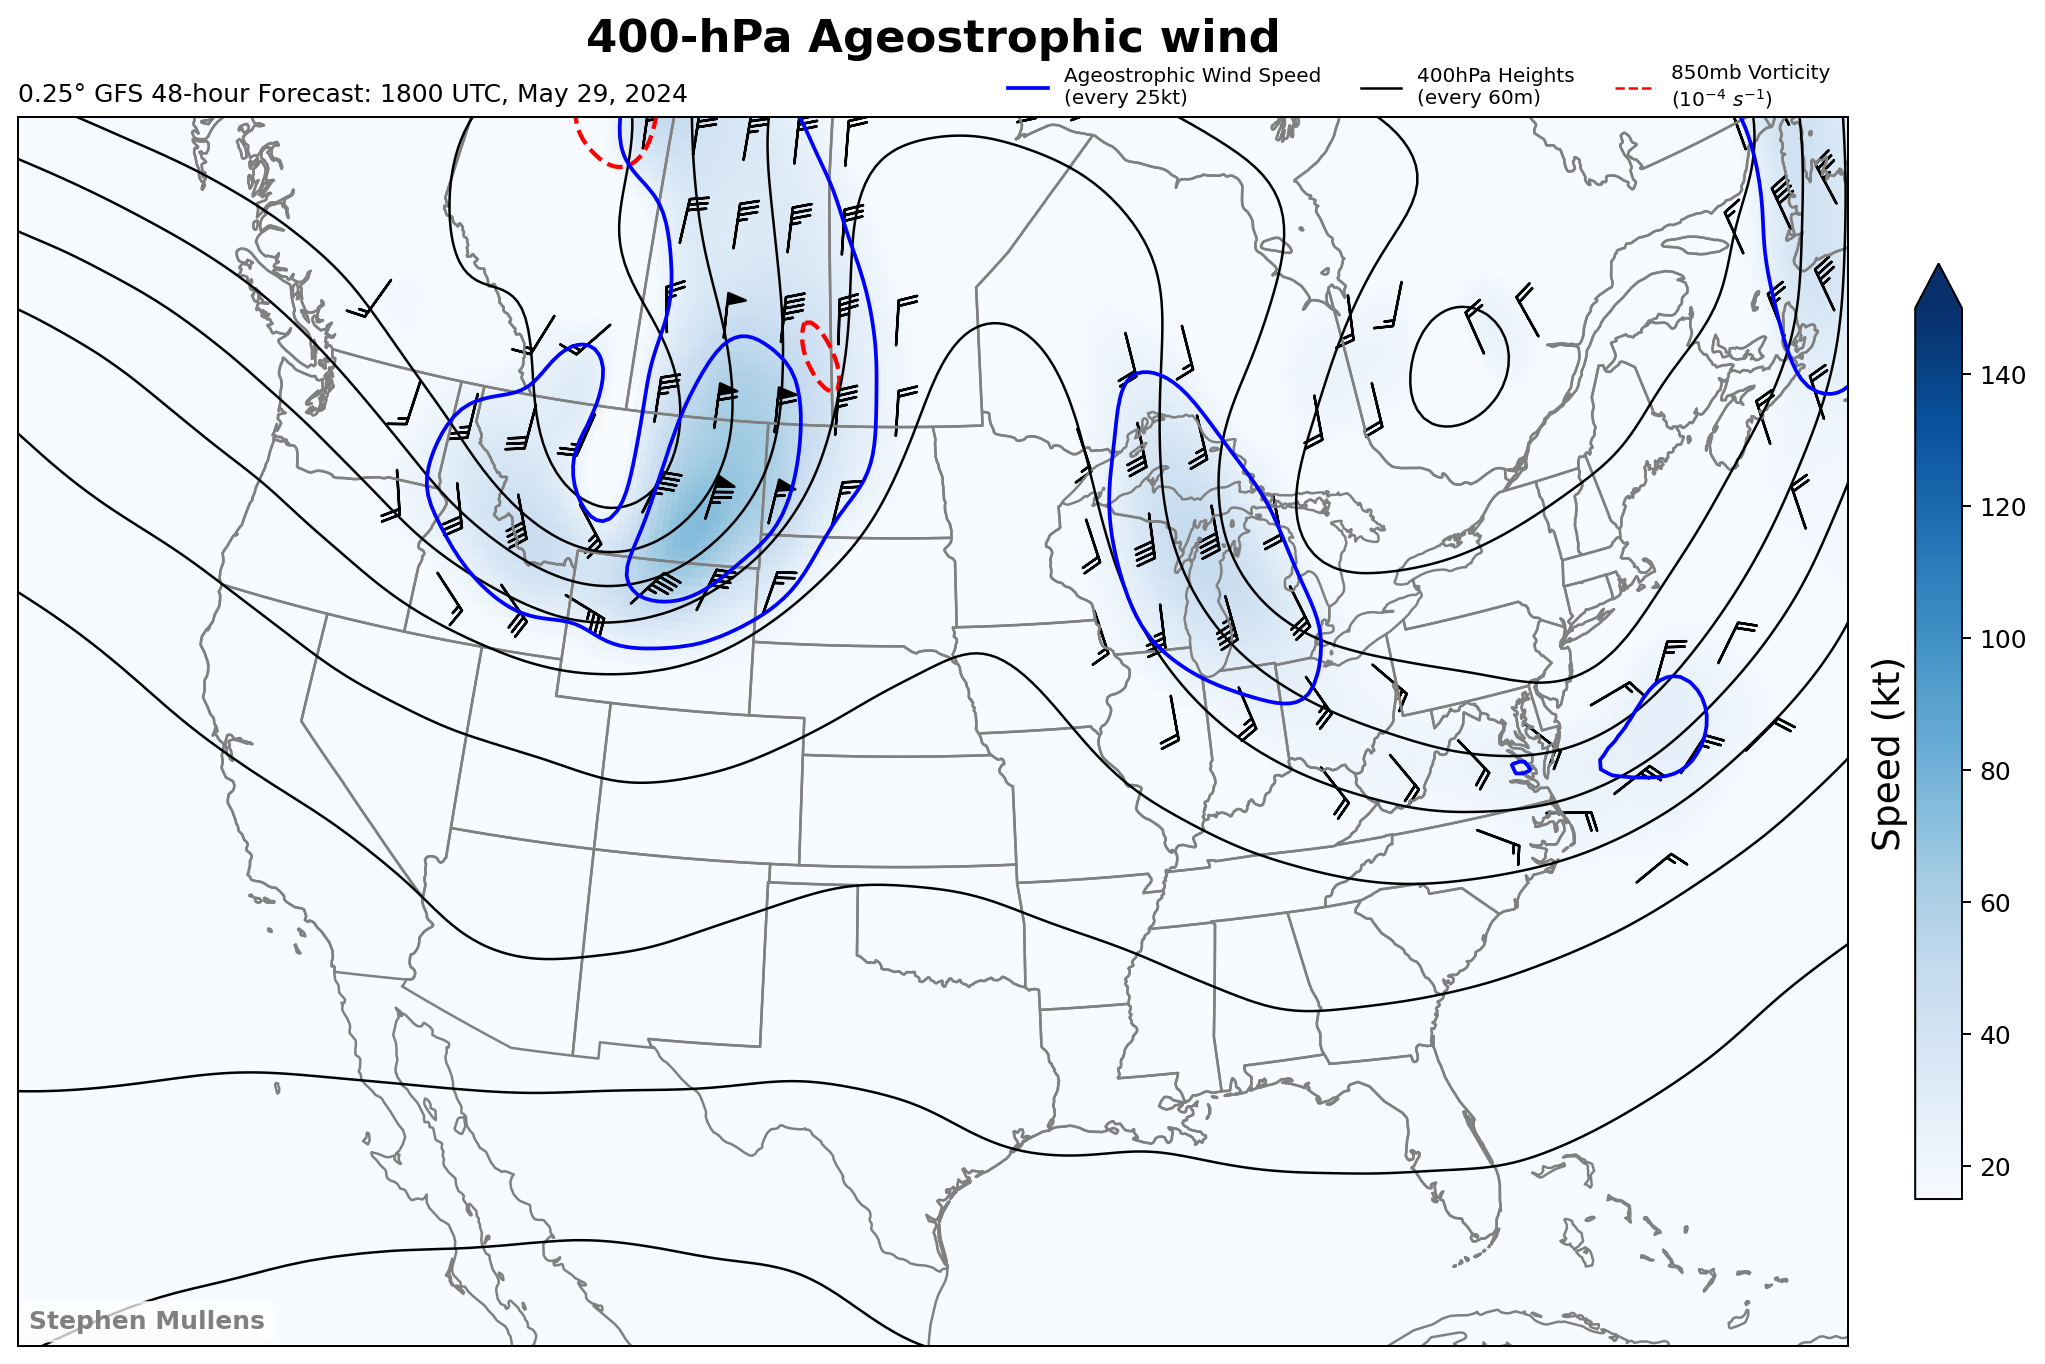 400-hPa Ageostrophic wind
0.25° GFS 48-hour Forecast: 1800 UTC, May 29, 2024
Ageostrophic Wind Speed
(every 25kt)
400hPa Heights
(every 60m)
850mb Vorticity
(10⁻⁴ s⁻¹)
140
120
100
80
60
40
20
Speed (kt)
Stephen Mullens